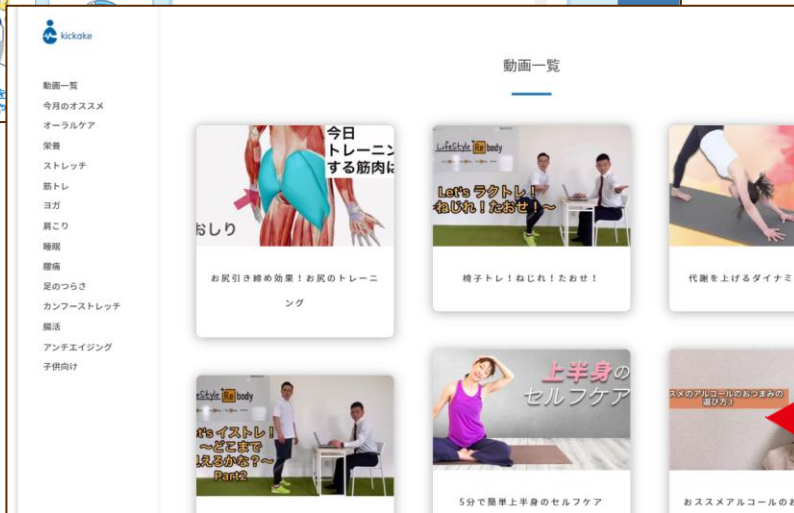 kickake
動画一覧
今月のオススメ
オーラルケア
栄養
ストレッチ
筋トレ
ヨガ
肩こり
睡眠
腰痛
足のつらさ
カンフーストレッチ
腸活
アンチエイジング
子供向け
動画一覧
今日
トレーニン
する筋肉は
おしり
お尻引き締め効果!お尻のトレーニ
ング
LifeStyle Re body
Let's ラクトレ!
ねじれ!たおせ!~
椅子トレ!ねじれ!たおせ!
代謝を上げるダイナミ
eStyle Re body
イストレ!
~どこまで
えるかな?~
Part2
上半身の
セルフケア
5分で簡単上半身のセルフケア
スメのアルコールのおつまみの
選び方♪
おススメアルコールのお